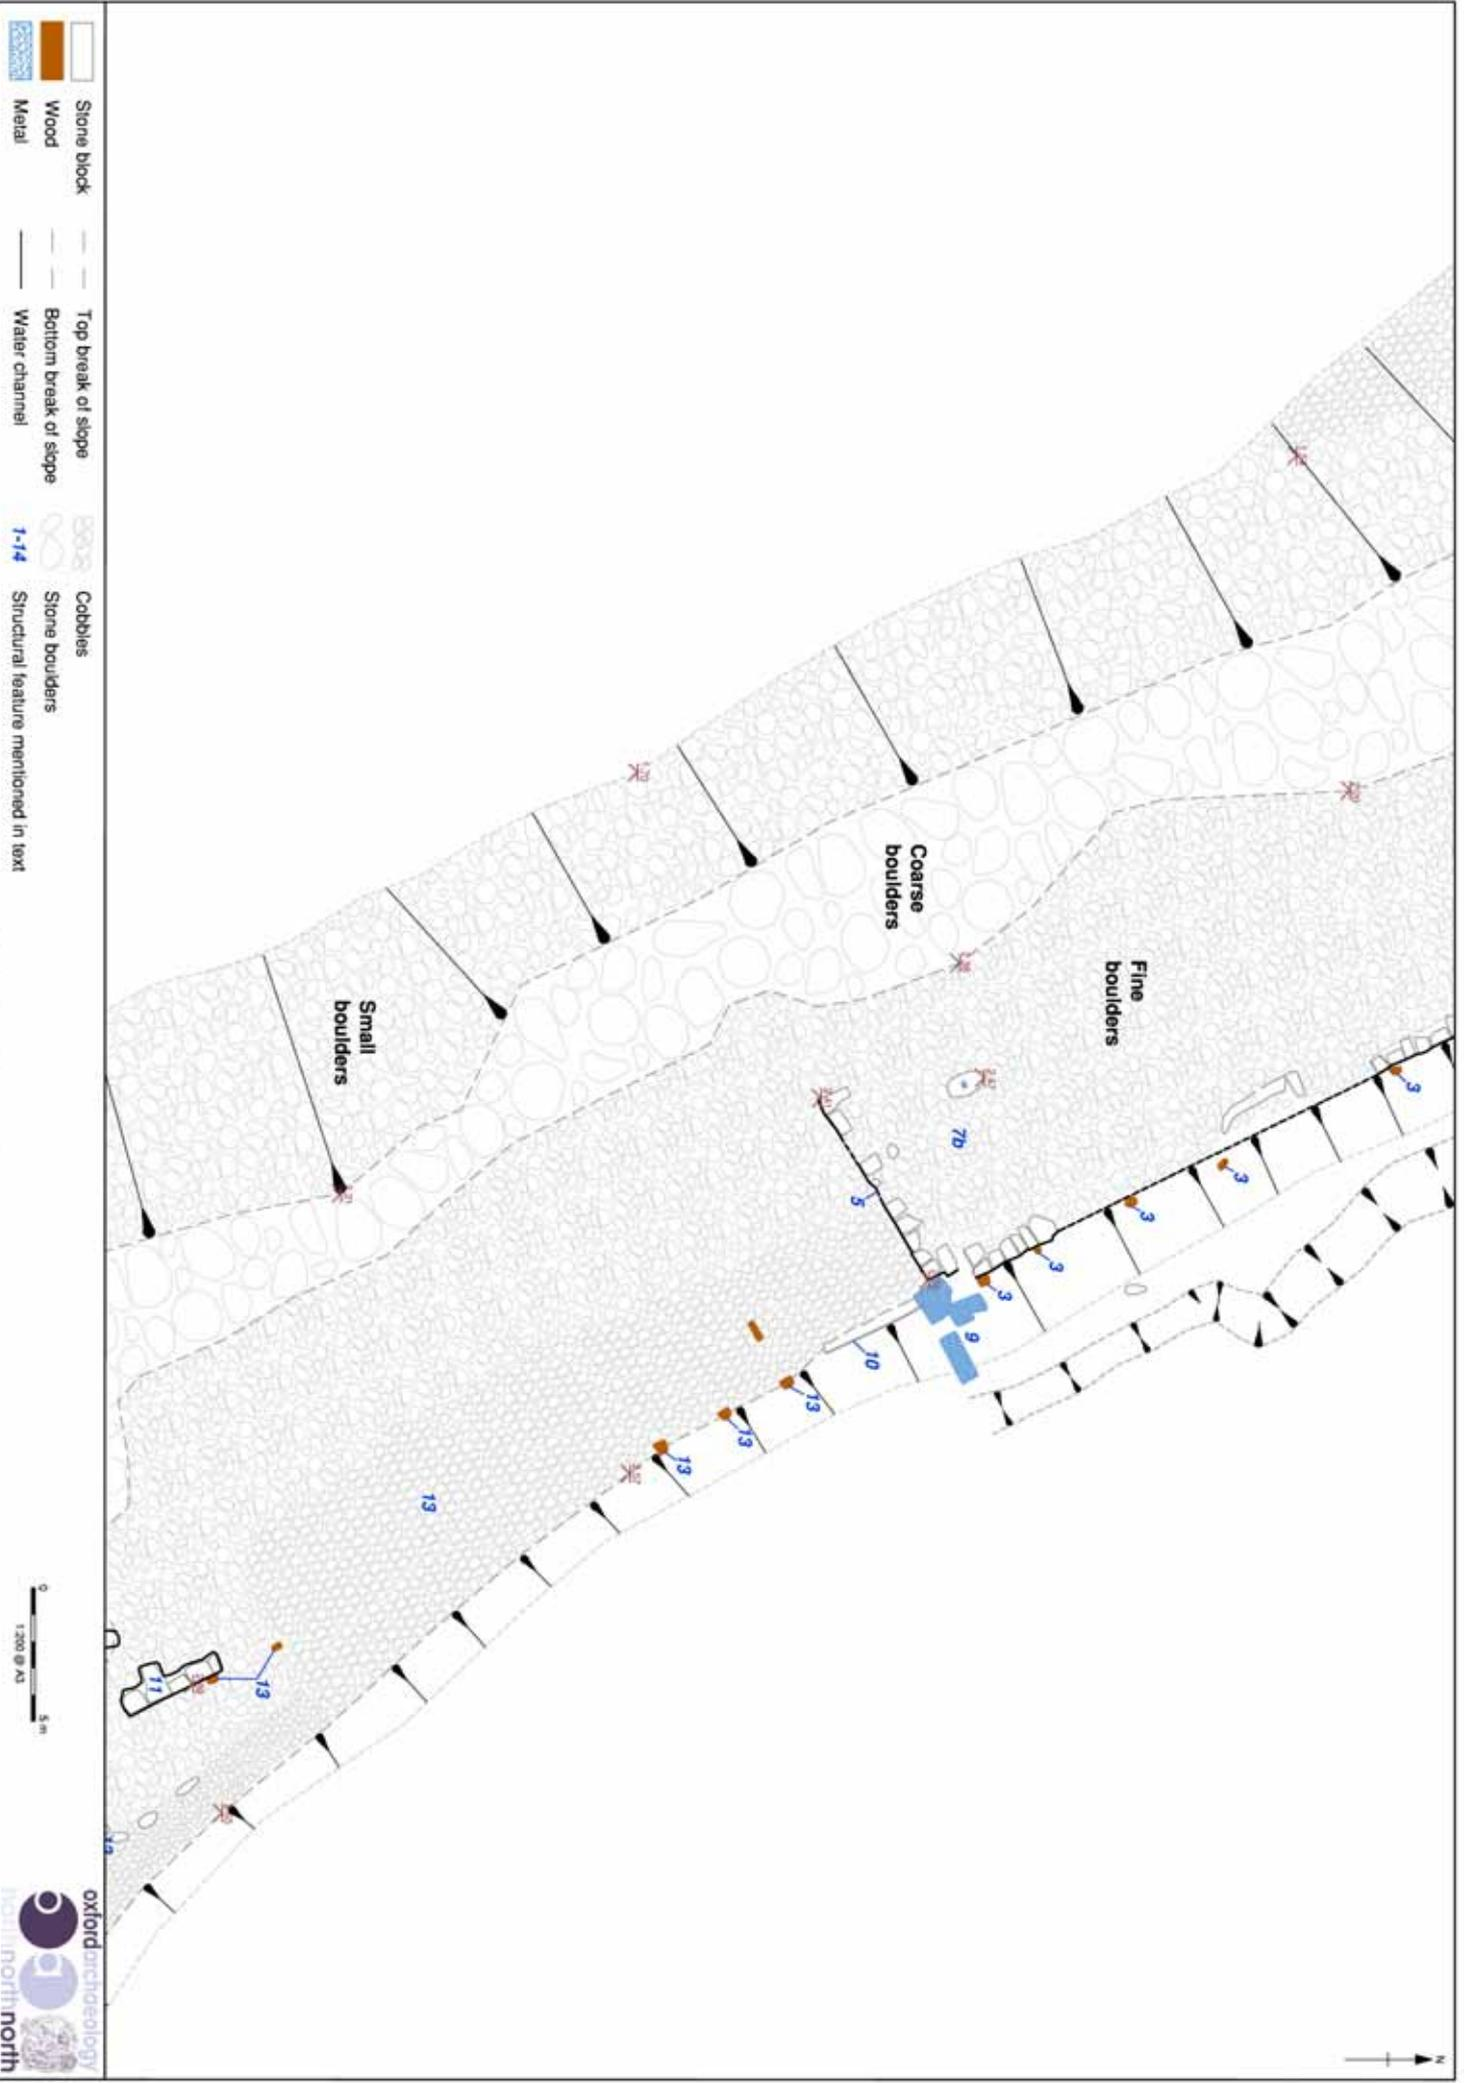 N
3
3
3
3
3
Fine
boulders
7b
Coarse
boulders
5
9
10
13
13
13
Small
boulders
13
13
11
Stone block
Wood
Metal
Top break of slope
Bottom break of slope
Water channel
Cobbles
Stone boulders
1-14 Structural feature mentioned in text
0 5 m
1:200 @ A3
oxfordarchaeology
north